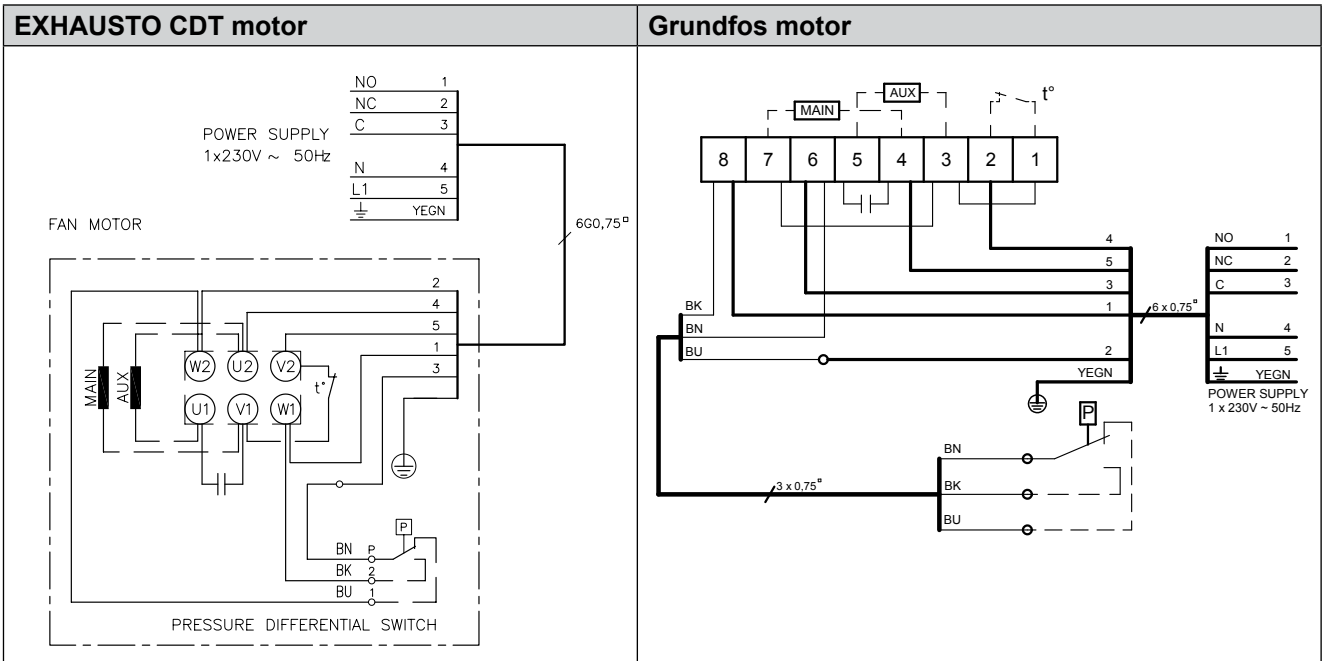 EXHAUSTO CDT motor
NO 1
NC 2
C 3
POWER SUPPLY
1x230V ~ 50Hz
N 4
L1 5
YEGN
6G0,75¤
FAN MOTOR
2
4
5
1
3
MAIN
AUX
W2 U2 V2
t°
U1 V1 W1
P
BN P
BK 2
BU 1
PRESSURE DIFFERENTIAL SWITCH
Grundfos motor
AUX
t°
MAIN
8 7 6 5 4 3 2 1
4
5
3
1
2
YEGN
BK
BN
BU
6 x 0,75¤
NO 1
NC 2
C 3
N 4
L1 5
YEGN
POWER SUPPLY
1 x 230V ~ 50Hz
P
BN
BK
BU
3 x 0,75¤